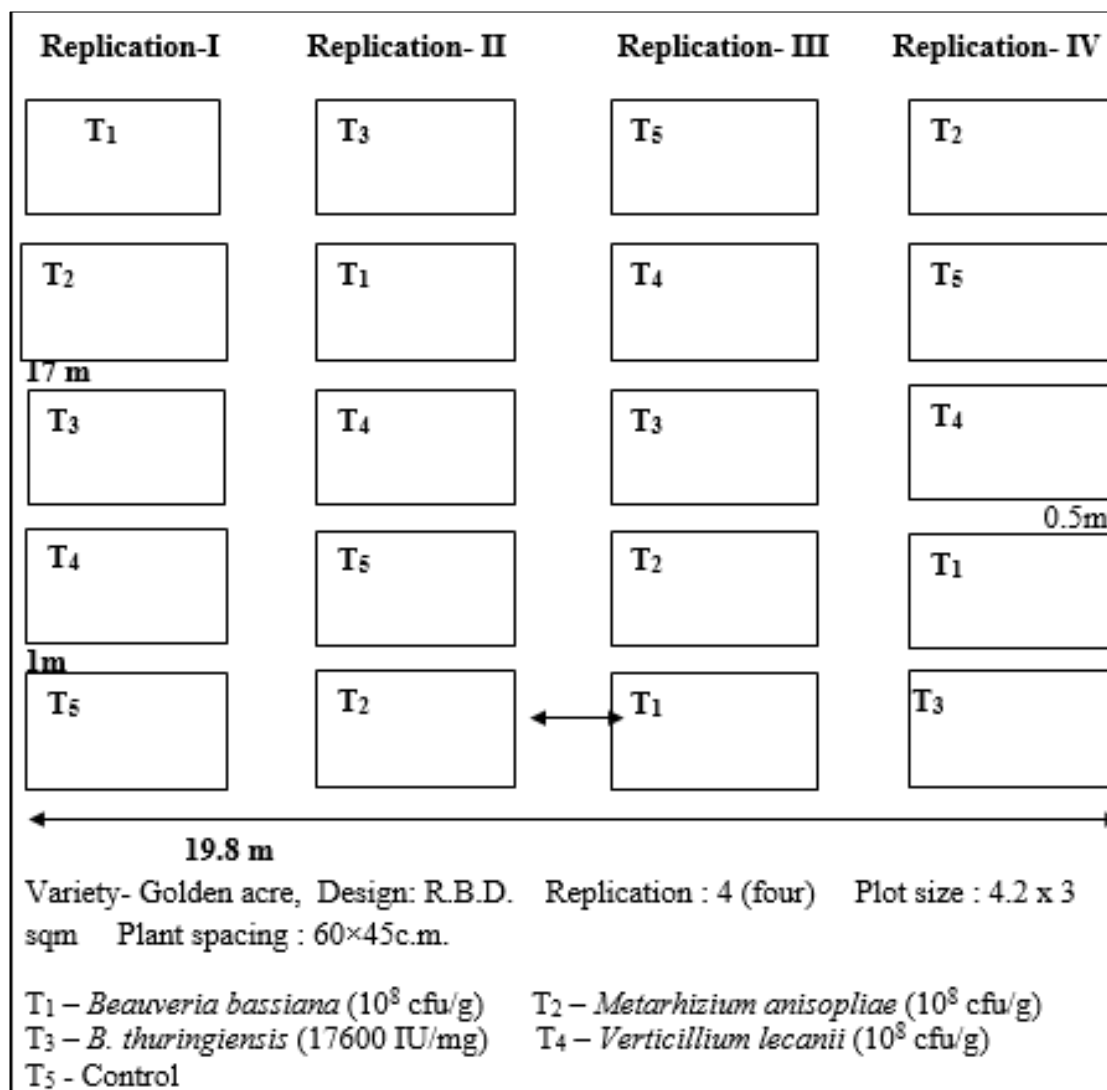 Replication-I Replication- II Replication- III Replication- IV
T₁ T₃ T₅ T₂
T₂ T₁ T₄ T₅
17 m
T₃ T₄ T₃ T₄
0.5m
T₄ T₅ T₂ T₁
1m
T₅ T₂ T₁ T₃
19.8 m
Variety- Golden acre, Design: R.B.D. Replication : 4 (four) Plot size : 4.2 x 3
sqm Plant spacing : 60×45c.m.
T₁ – Beauveria bassiana (10⁸ cfu/g) T₂ – Metarhizium anisopliae (10⁸ cfu/g)
T₃ – B. thuringiensis (17600 IU/mg) T₄ – Verticillium lecanii (10⁸ cfu/g)
T₅ - Control